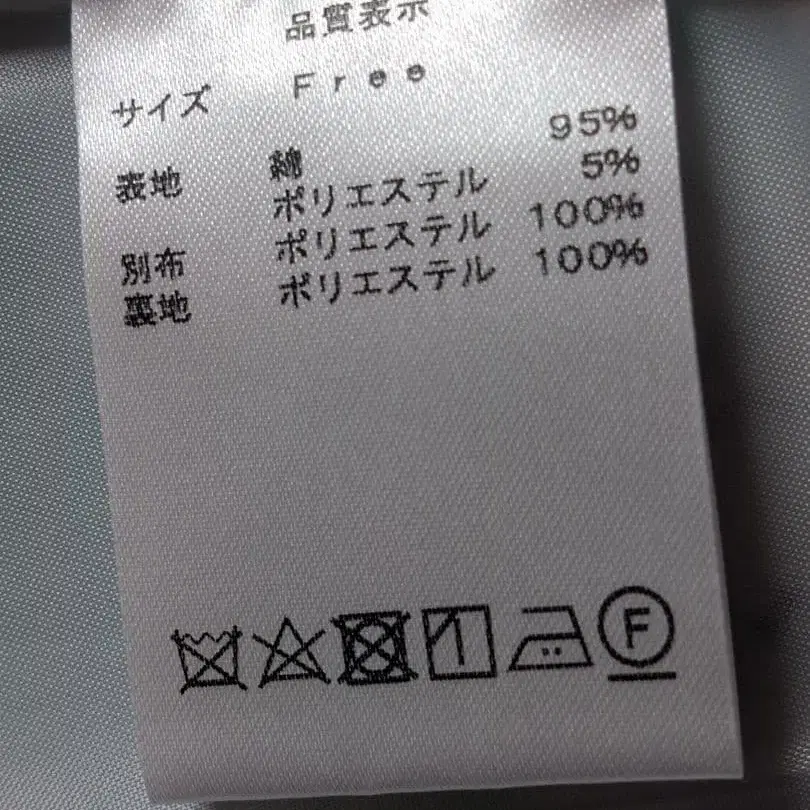 品質表示
サイズ Free
表地 綿 95%
ポリエステル 5%
別布 ポリエステル 100%
裏地 ポリエステル 100%
F